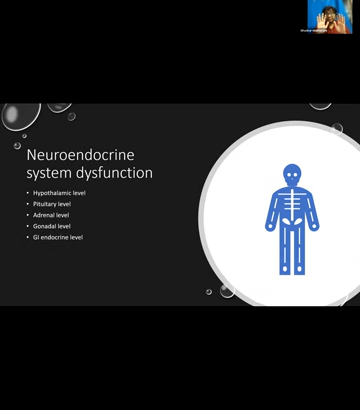 Neuroendocrine
system dysfunction
• Hypothalamic level
• Pituitary level
• Adrenal level
• Gonadal level
• GI endocrine level